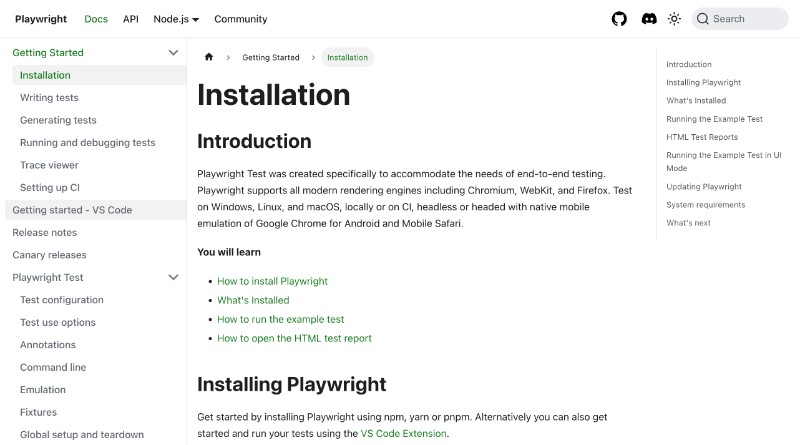 Playwright Docs API Node.js Community Search
Getting Started
Installation
Writing tests
Generating tests
Running and debugging tests
Trace viewer
Setting up CI
Getting started - VS Code
Release notes
Canary releases
Playwright Test
Test configuration
Test use options
Annotations
Command line
Emulation
Fixtures
Global setup and teardown
Getting Started Installation
Installation
Introduction
Playwright Test was created specifically to accommodate the needs of end-to-end testing.
Playwright supports all modern rendering engines including Chromium, WebKit, and Firefox. Test
on Windows, Linux, and macOS, locally or on CI, headless or headed with native mobile
emulation of Google Chrome for Android and Mobile Safari.
You will learn
• How to install Playwright
• What's Installed
• How to run the example test
• How to open the HTML test report
Installing Playwright
Get started by installing Playwright using npm, yarn or pnpm. Alternatively you can also get
started and run your tests using the VS Code Extension.
Introduction
Installing Playwright
What's Installed
Running the Example Test
HTML Test Reports
Running the Example Test in UI
Mode
Updating Playwright
System requirements
What's next